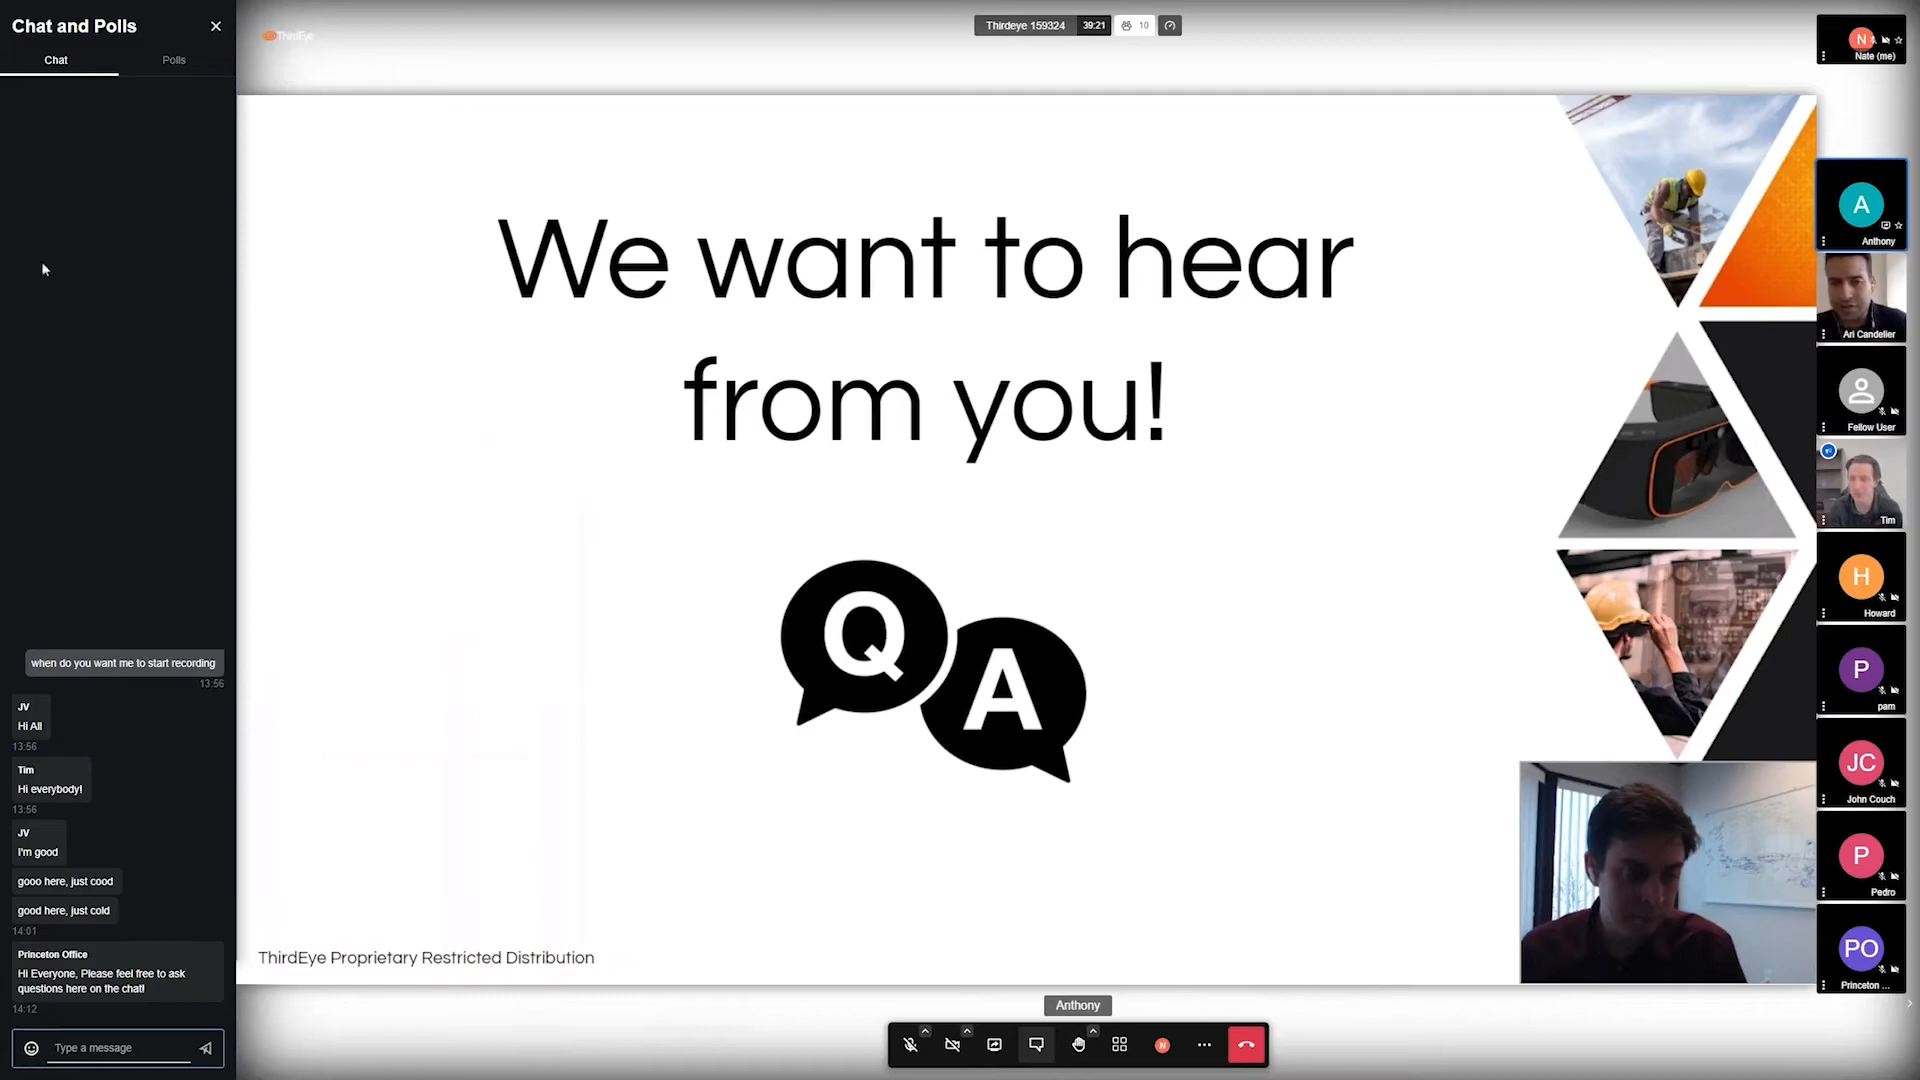 Chat and Polls
Chat
Polls
when do you want me to start recording
13:56
JV
Hi All
13:56
Tim
Hi everybody!
13:56
JV
I'm good
gooo here, just cood
good here, just cold
14:01
Princeton Office
Hi Everyone, Please feel free to ask
questions here on the chat!
14:12
Type a message
ThirdEye
Thirdeye 159324
39:21
10
We want to hear
from you!
Q
A
ThirdEye Proprietary Restricted Distribution
Anthony
N
N
Nate (me)
A
Anthony
Ari Candelier
Fellow User
Tim
H
Howard
P
pam
JC
John Couch
P
Pedro
PO
Princeton ...